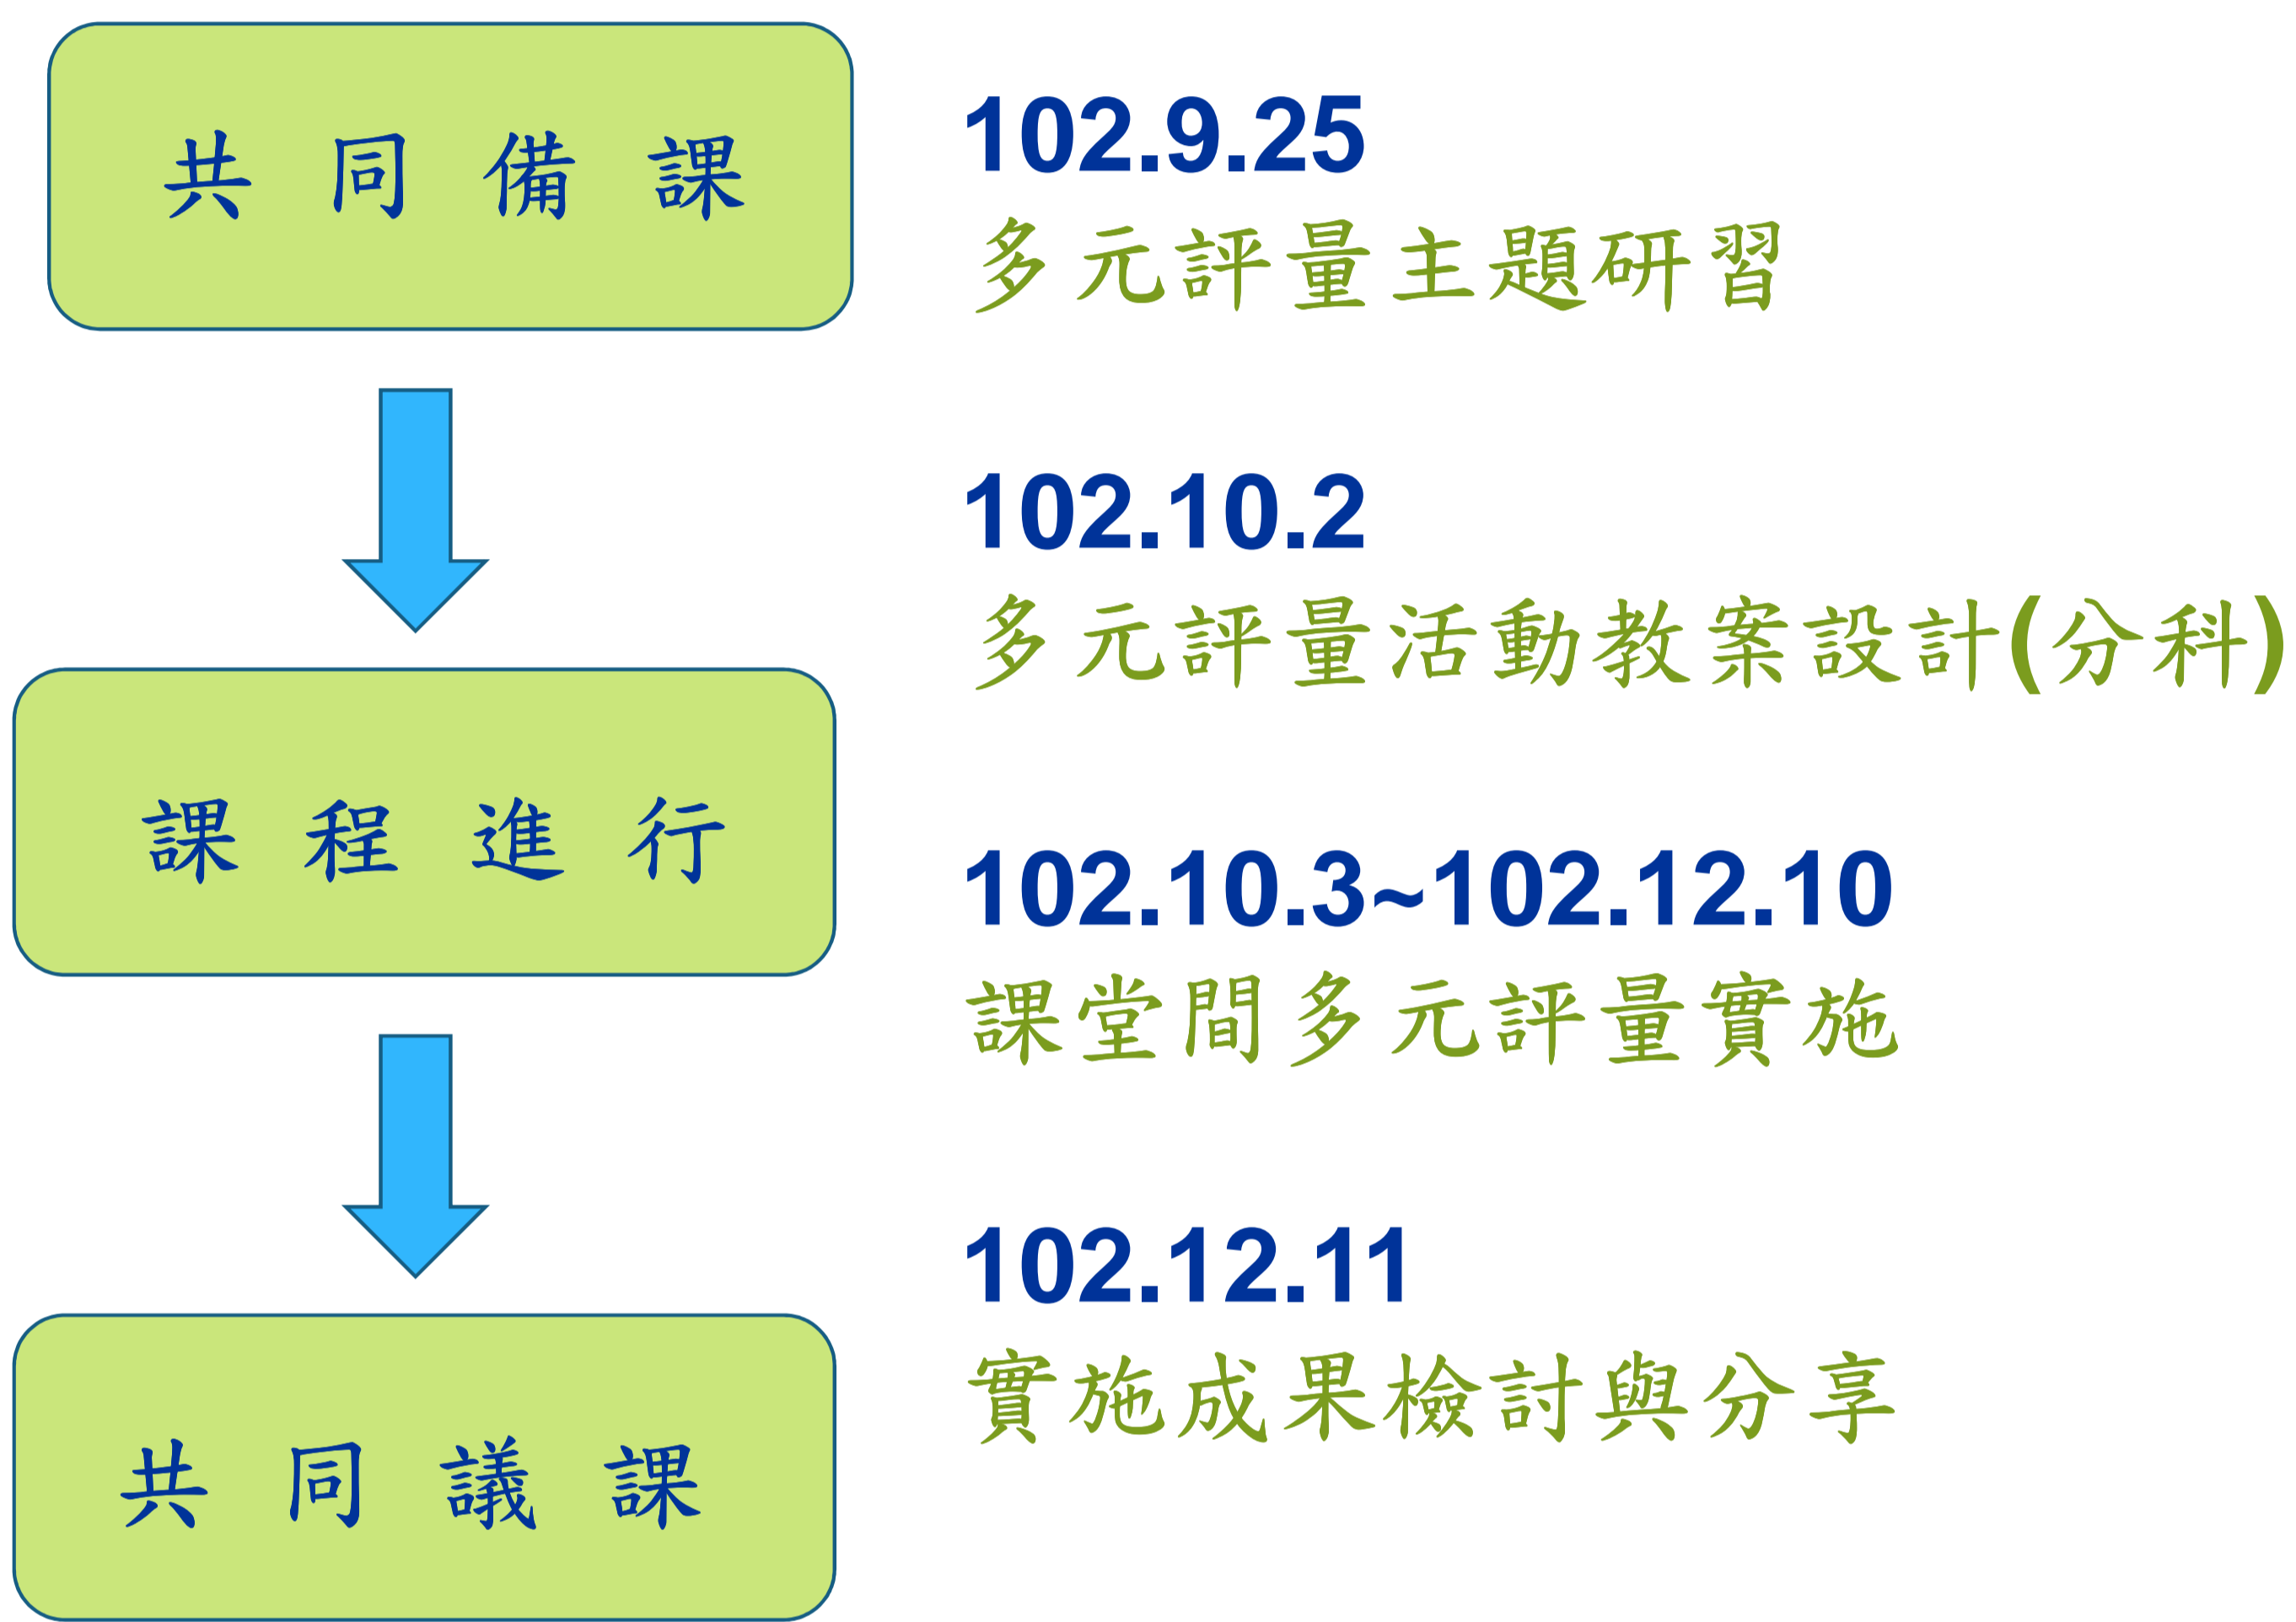 共同備課
102.9.25
多元評量主題研習
102.10.2
多元評量活動教案設計(分科)
課程進行
102.10.3~102.12.10
課堂間多元評量實施
102.12.11
實施成果檢討與分享
共同議課